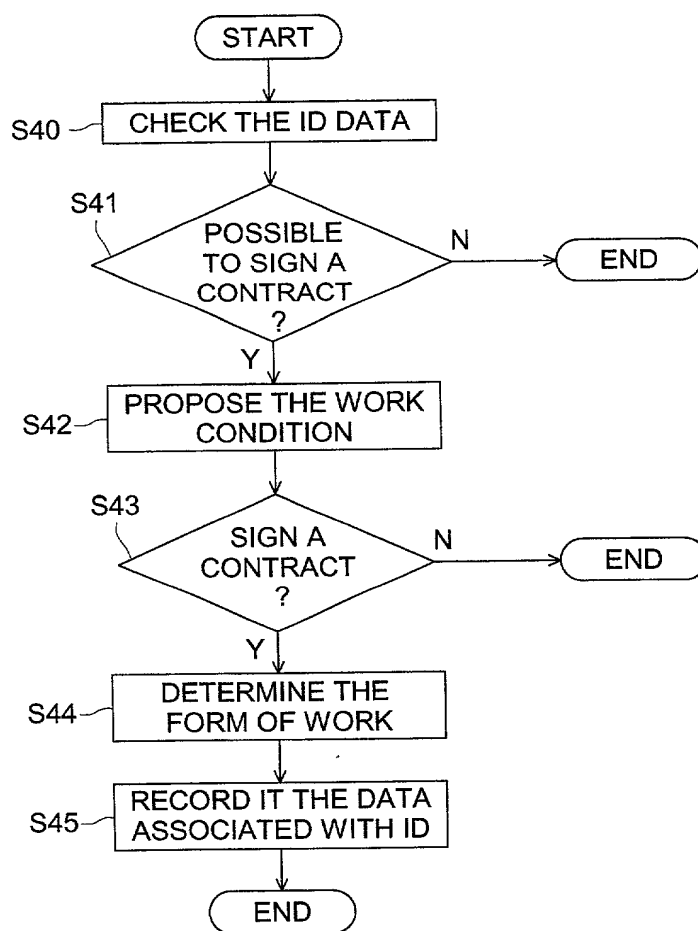 START
S40
CHECK THE ID DATA
S41
POSSIBLE
TO SIGN A
CONTRACT
?
N
END
Y
S42
PROPOSE THE WORK
CONDITION
S43
SIGN A
CONTRACT
?
N
END
Y
S44
DETERMINE THE
FORM OF WORK
S45
RECORD IT THE DATA
ASSOCIATED WITH ID
END